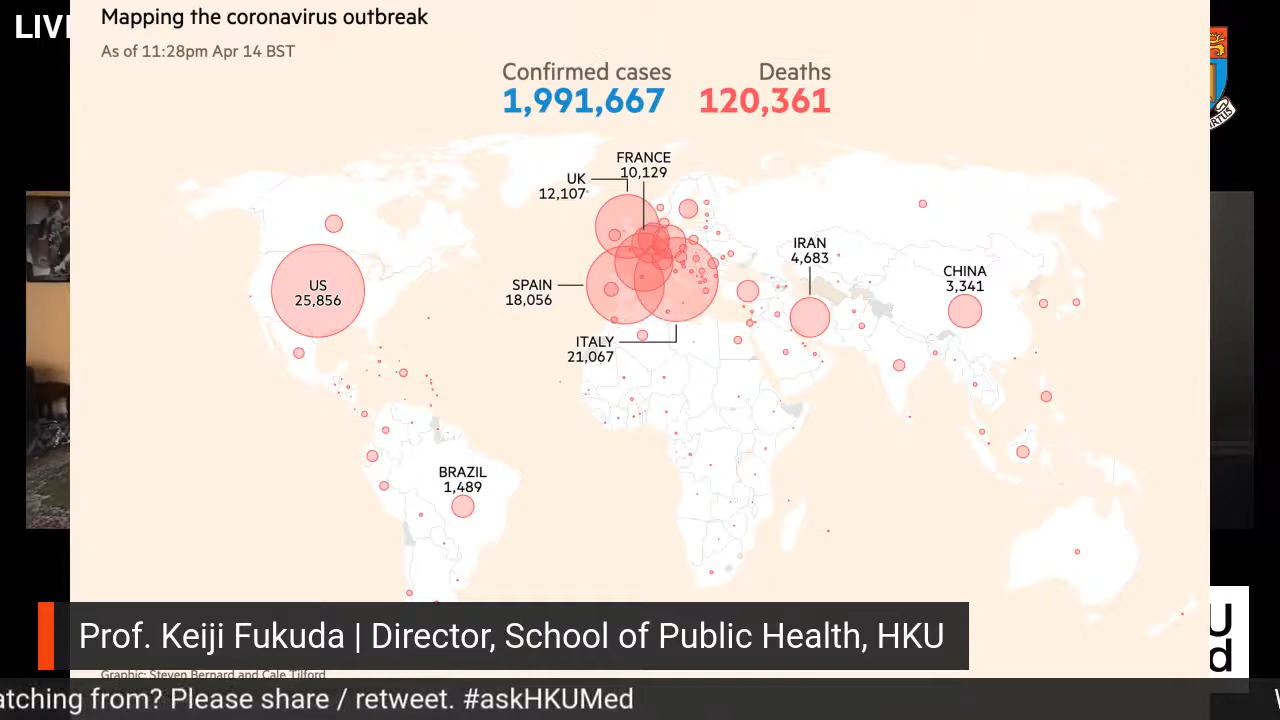 LIV
Mapping the coronavirus outbreak
As of 11:28pm Apr 14 BST
Confirmed cases
1,991,667
Deaths
120,361
FRANCE
10,129
UK
12,107
IRAN
4,683
CHINA
3,341
US
25,856
SPAIN
18,056
ITALY
21,067
BRAZIL
1,489
Prof. Keiji Fukuda | Director, School of Public Health, HKU
Graphic: Steven Bernard and Cale Tilford
atching from? Please share / retweet. #askHKUMed
U
d